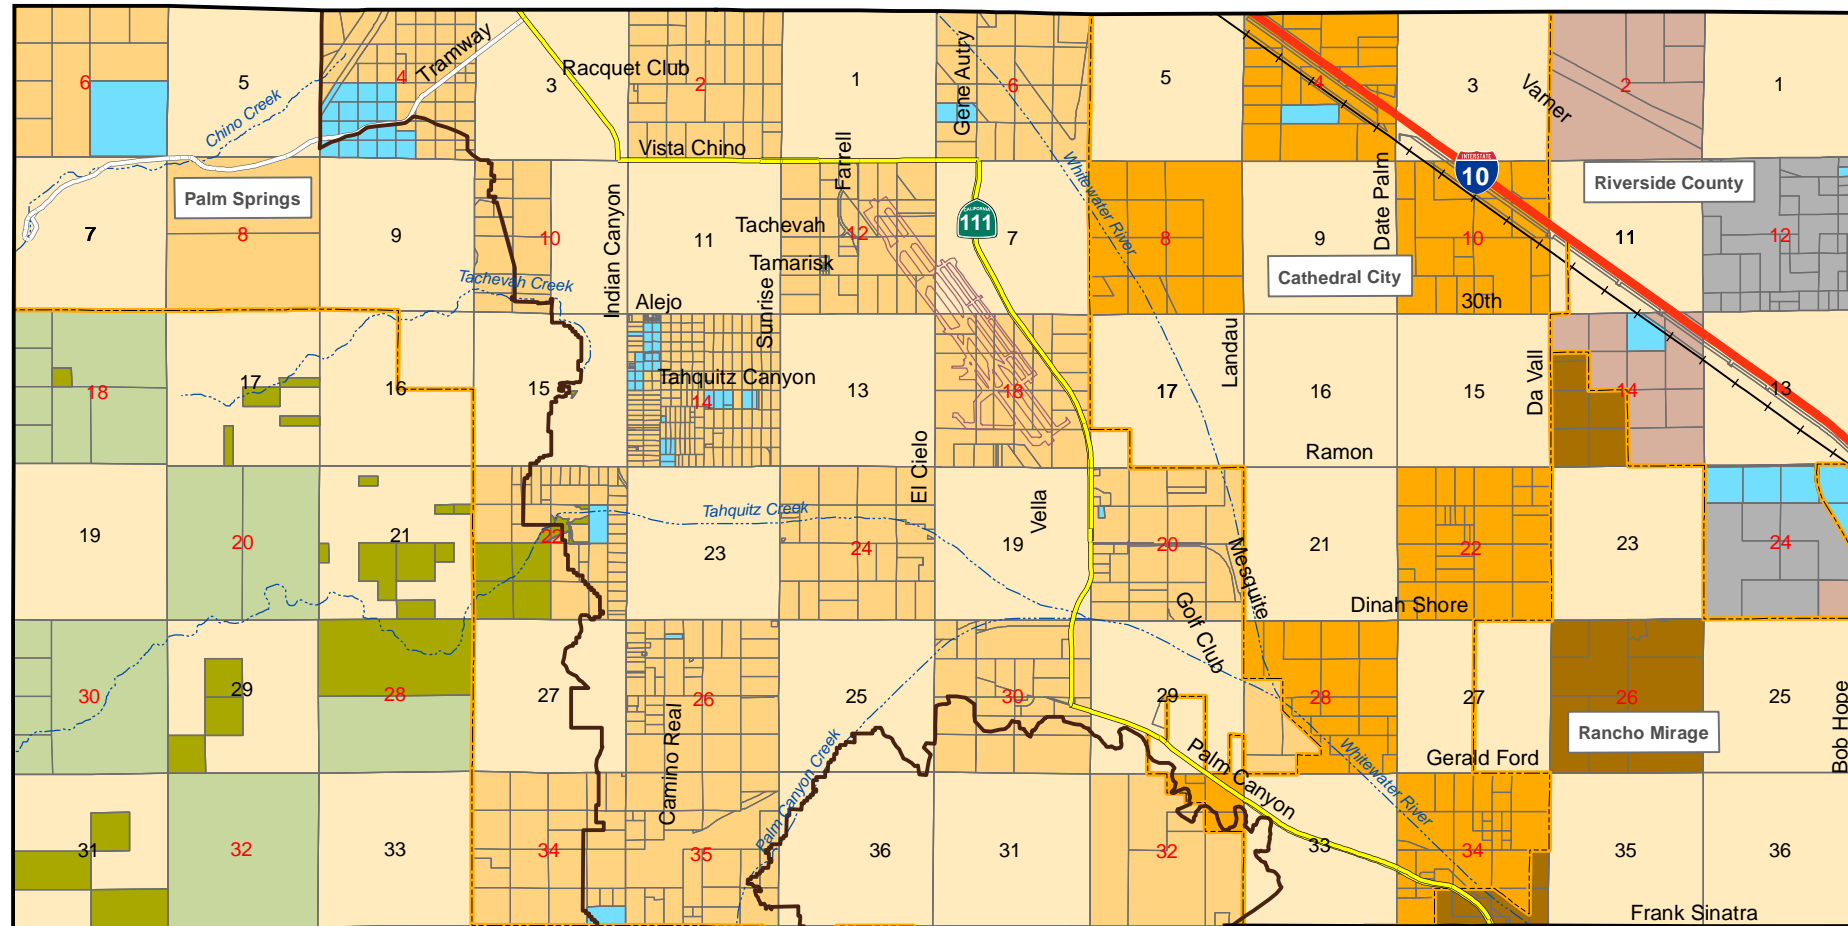 6
5
4
Tramway
3
Racquet Club
2
1
Gene Autry
6
5
4
3
Varner
2
1
Chino Creek
Vista Chino
Farrell
Whitewater River
Date Palm
INTERSTATE
10
Riverside County
Palm Springs
7
8
9
10
Indian Canyon
11
Tachevah
12
CALIFORNIA
111
7
8
9
10
11
12
Tamarisk
Cathedral City
Tachevah Creek
Alejo
Sunrise
30th
18
17
16
15
Tahquitz Canyon
14
13
18
17
Landau
16
15
Da Vall
14
13
Ramon
El Cielo
Vella
Tahquitz Creek
19
20
21
22
23
24
19
20
Mesquite
21
22
23
24
Golf Club
Dinah Shore
30
29
28
27
26
25
30
29
28
27
26
25
Camino Real
Palm Canyon Creek
Palm Canyon
Whitewater River
Gerald Ford
Rancho Mirage
Bob Hope
31
32
33
34
35
36
31
32
33
34
35
36
Frank Sinatra